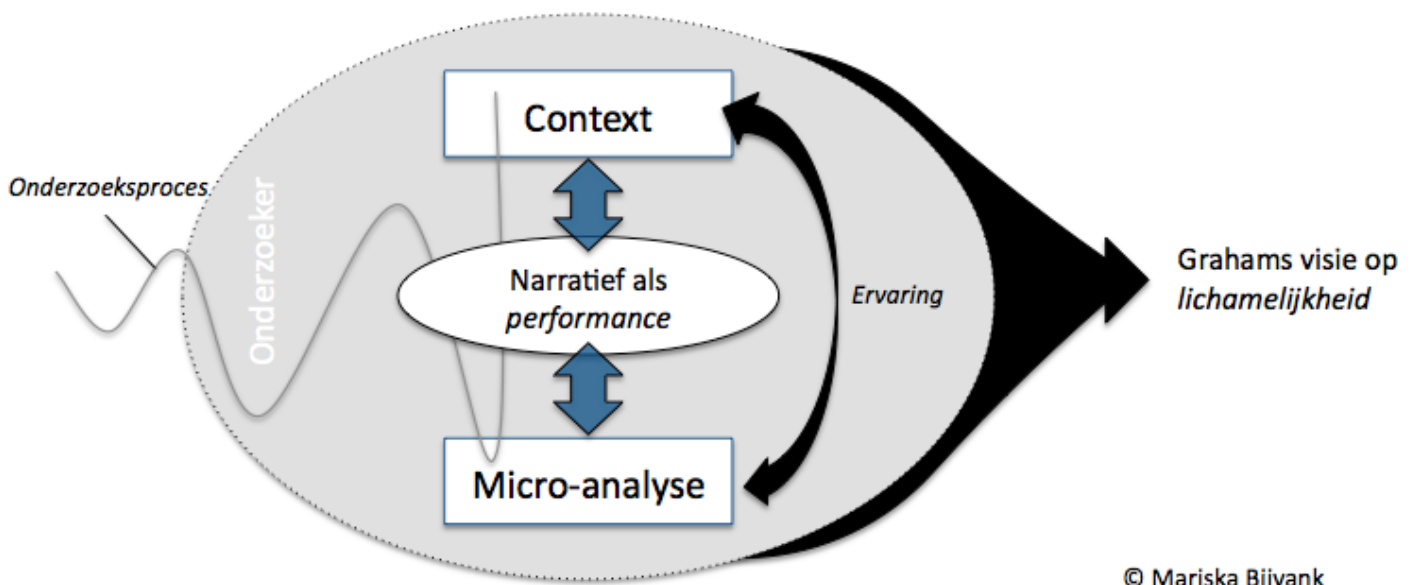 Context
Onderzoeksproces
Onderzoeker
Narratief als
performance
Ervaring
Grahams visie op
lichamelijkheid
Micro-analyse
© Mariska Bijvank